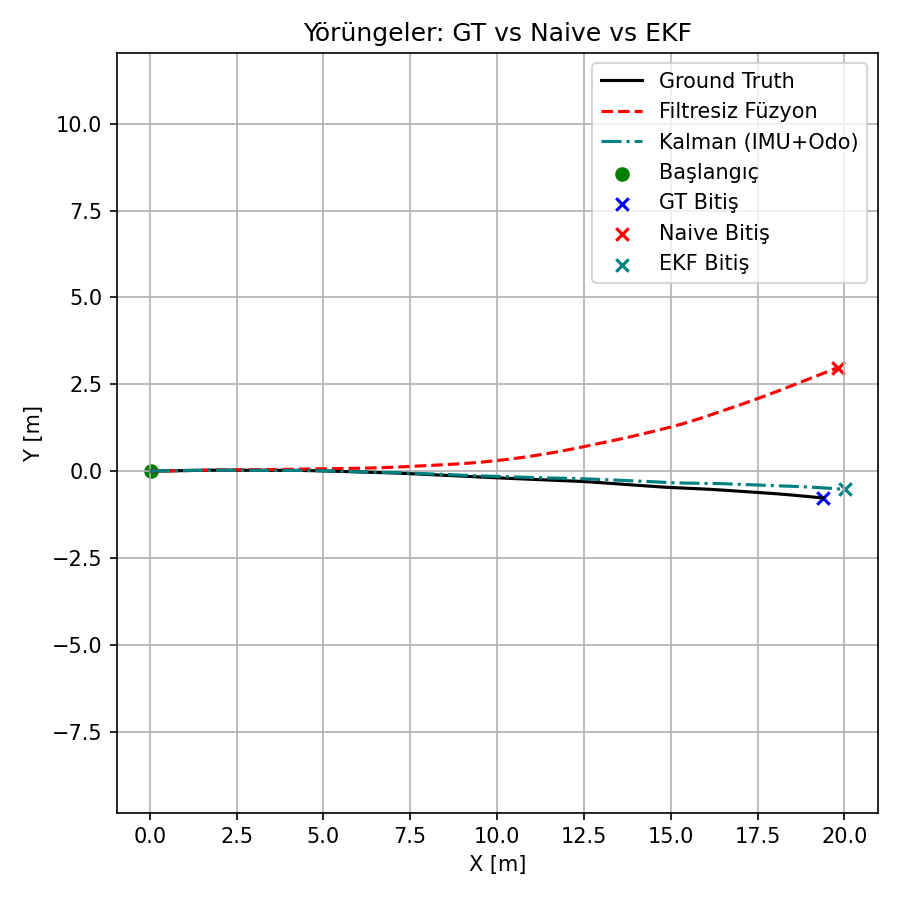 Yörüngeler: GT vs Naive vs EKF
Ground Truth
Filtresiz Füzyon
Kalman (IMU+Odo)
Başlangıç
GT Bitiş
Naive Bitiş
EKF Bitiş
10.0
7.5
5.0
2.5
0.0
−2.5
−5.0
−7.5
Y [m]
0.0 2.5 5.0 7.5 10.0 12.5 15.0 17.5 20.0
X [m]